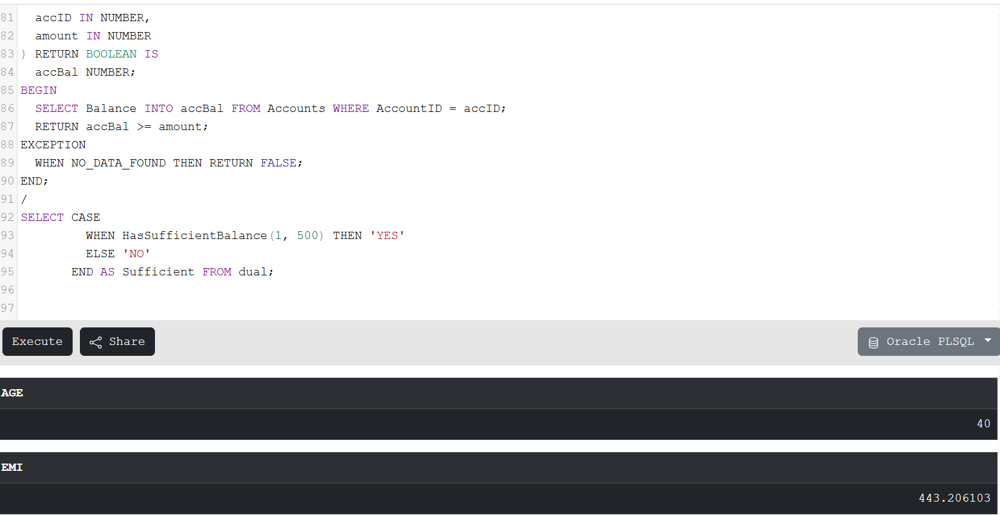 81 accID IN NUMBER,
82 amount IN NUMBER
83 ) RETURN BOOLEAN IS
84 accBal NUMBER;
85 BEGIN
86 SELECT Balance INTO accBal FROM Accounts WHERE AccountID = accID;
87 RETURN accBal >= amount;
88 EXCEPTION
89 WHEN NO_DATA_FOUND THEN RETURN FALSE;
90 END;
91 /
92 SELECT CASE
93 WHEN HasSufficientBalance(1, 500) THEN 'YES'
94 ELSE 'NO'
95 END AS Sufficient FROM dual;
96
97
Execute Share Oracle PLSQL
AGE
40
EMI
443.206103